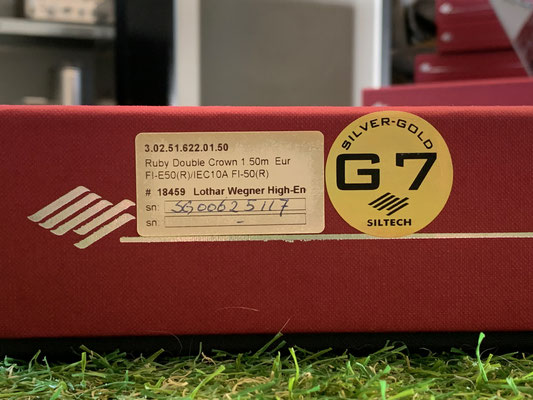 3.02.51.622.01.50
Ruby Double Crown 1.50m Eur
FI-E50(R)/IEC10A FI-50(R)
# 18459 Lothar Wegner High-En
sn: SG00625117
sn: -
SILVER-GOLD
G7
SILTECH